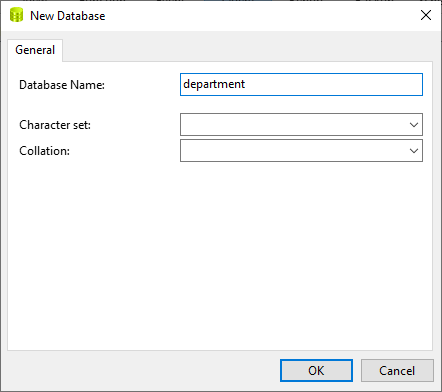 New Database
General
Database Name: department
Character set:
Collation:
OK Cancel